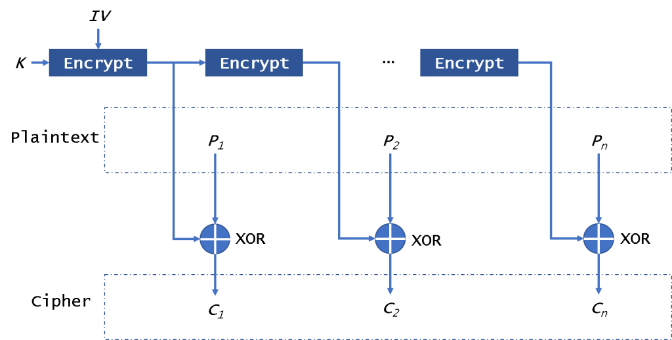 IV
K Encrypt Encrypt ... Encrypt
Plaintext P1 P2 Pn
XOR XOR XOR
Cipher C1 C2 Cn